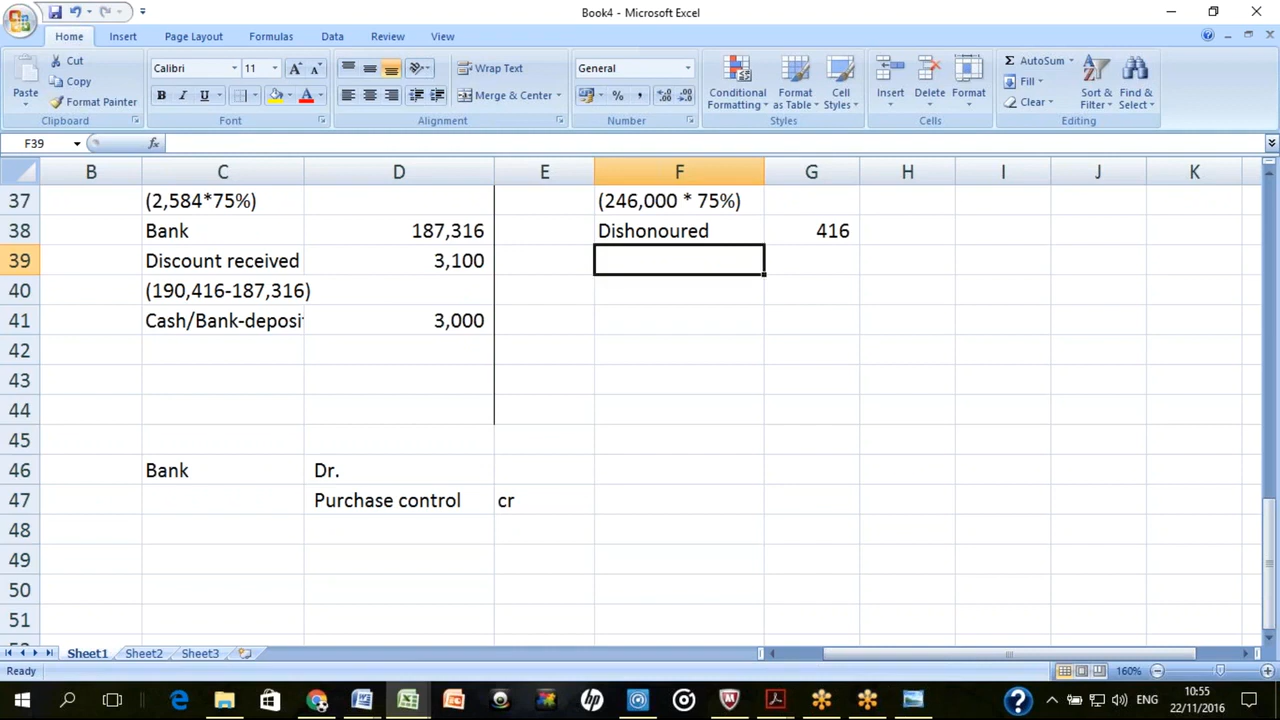 Book4 - Microsoft Excel
Home Insert Page Layout Formulas Data Review View
Paste
Cut
Copy
Format Painter
Clipboard
Calibri 11
B I U
Font
Wrap Text
Merge & Center
Alignment
General
% ,
Number
Conditional Formatting
Format as Table
Cell Styles
Styles
Insert Delete Format
Cells
Σ AutoSum
Fill
Clear
Sort & Filter
Find & Select
Editing
F39 fx
B C D E F G H I J K
37 (2,584*75%) (246,000 * 75%)
38 Bank 187,316 Dishonoured 416
39 Discount received 3,100
40 (190,416-187,316)
41 Cash/Bank-deposi 3,000
42
43
44
45
46 Bank Dr.
47 Purchase control cr
48
49
50
51
Sheet1 Sheet2 Sheet3
Ready 160%
ENG 10:55
22/11/2016